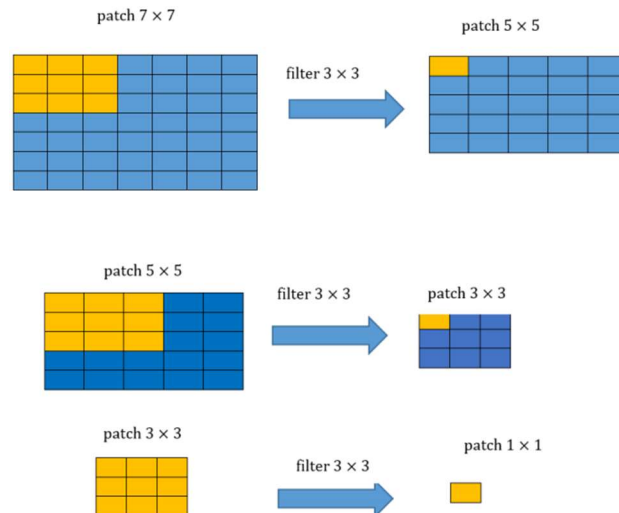 patch 7 × 7
patch 5 × 5
filter 3 × 3
patch 5 × 5
filter 3 × 3
patch 3 × 3
patch 3 × 3
filter 3 × 3
patch 1 × 1